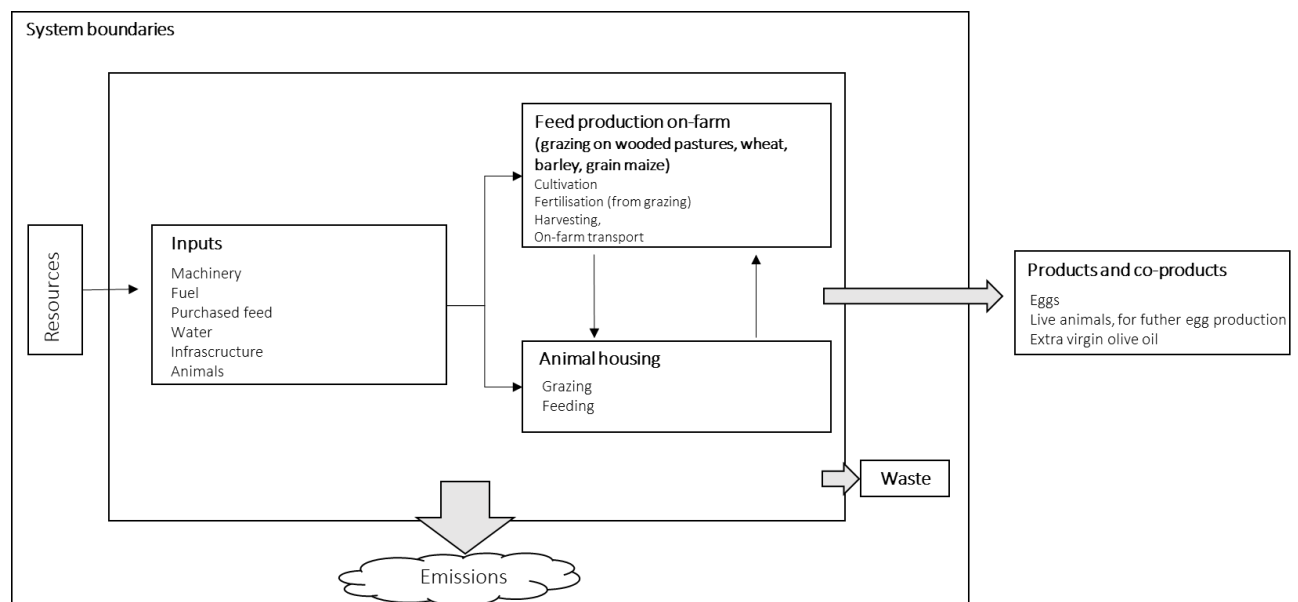 System boundaries
Resources
Inputs
Machinery
Fuel
Purchased feed
Water
Infrascructure
Animals
Feed production on-farm
(grazing on wooded pastures, wheat,
barley, grain maize)
Cultivation
Fertilisation (from grazing)
Harvesting,
On-farm transport
Animal housing
Grazing
Feeding
Products and co-products
Eggs
Live animals, for futher egg production
Extra virgin olive oil
Waste
Emissions